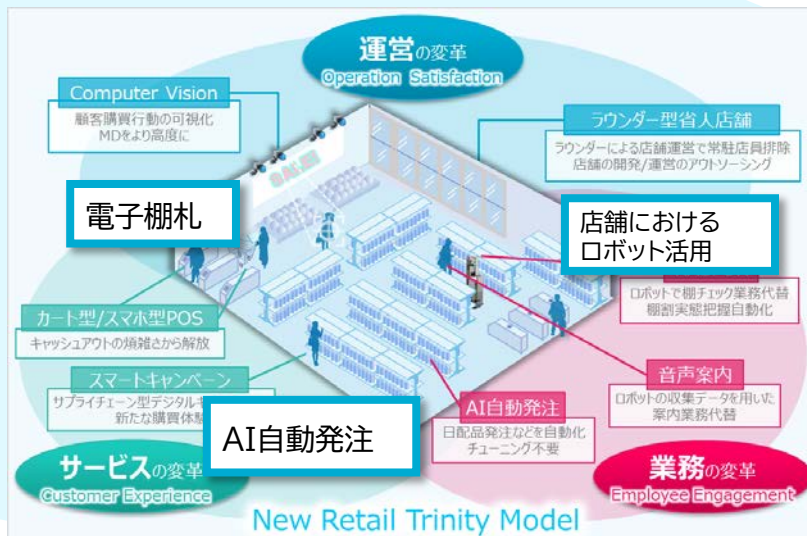 運営の変革
Operation Satisfaction
Computer Vision
顧客購買行動の可視化
MDをより高度に
ラウンダー型省人店舗
ラウンダーによる店舗運営で常駐店員排除
店舗の開発/運営のアウトソーシング
電子棚札
店舗における
ロボット活用
ロボットで棚チェック業務代替
棚割実態把握自動化
カート型/スマホ型POS
キャッシュアウトの煩雑さから解放
スマートキャンペーン
サプライチェーン型デジタルキ
新たな購買体験
音声案内
ロボットの収集データを用いた
案内業務代替
AI自動発注
日配品発注などを自動化
チューニング不要
AI自動発注
サービスの変革
Customer Experience
業務の変革
Employee Engagement
New Retail Trinity Model